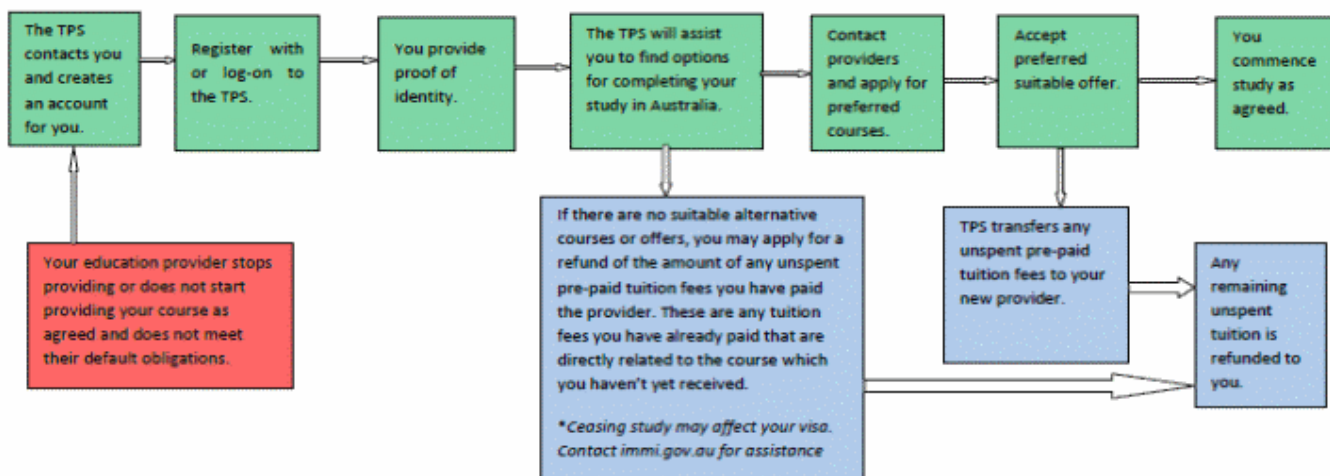 The TPS
contacts you
and creates
an account
for you.
Register with
or log-on to
the TPS.
You provide
proof of
identity.
The TPS will assist
you to find options
for completing your
study in Australia.
Contact
providers
and apply for
preferred
courses.
Accept
preferred
suitable offer.
You
commence
study as
agreed.
Your education provider stops
providing or does not start
providing your course as
agreed and does not meet
their default obligations.
If there are no suitable alternative
courses or offers, you may apply for a
refund of the amount of any unspent
pre-paid tuition fees you have paid
the provider. These are any tuition
fees you have already paid that are
directly related to the course which
you haven't yet received.
*Ceasing study may affect your visa.
Contact immi.gov.au for assistance
TPS transfers any
unspent pre-paid
tuition fees to your
new provider.
Any
remaining
unspent
tuition is
refunded to
you.